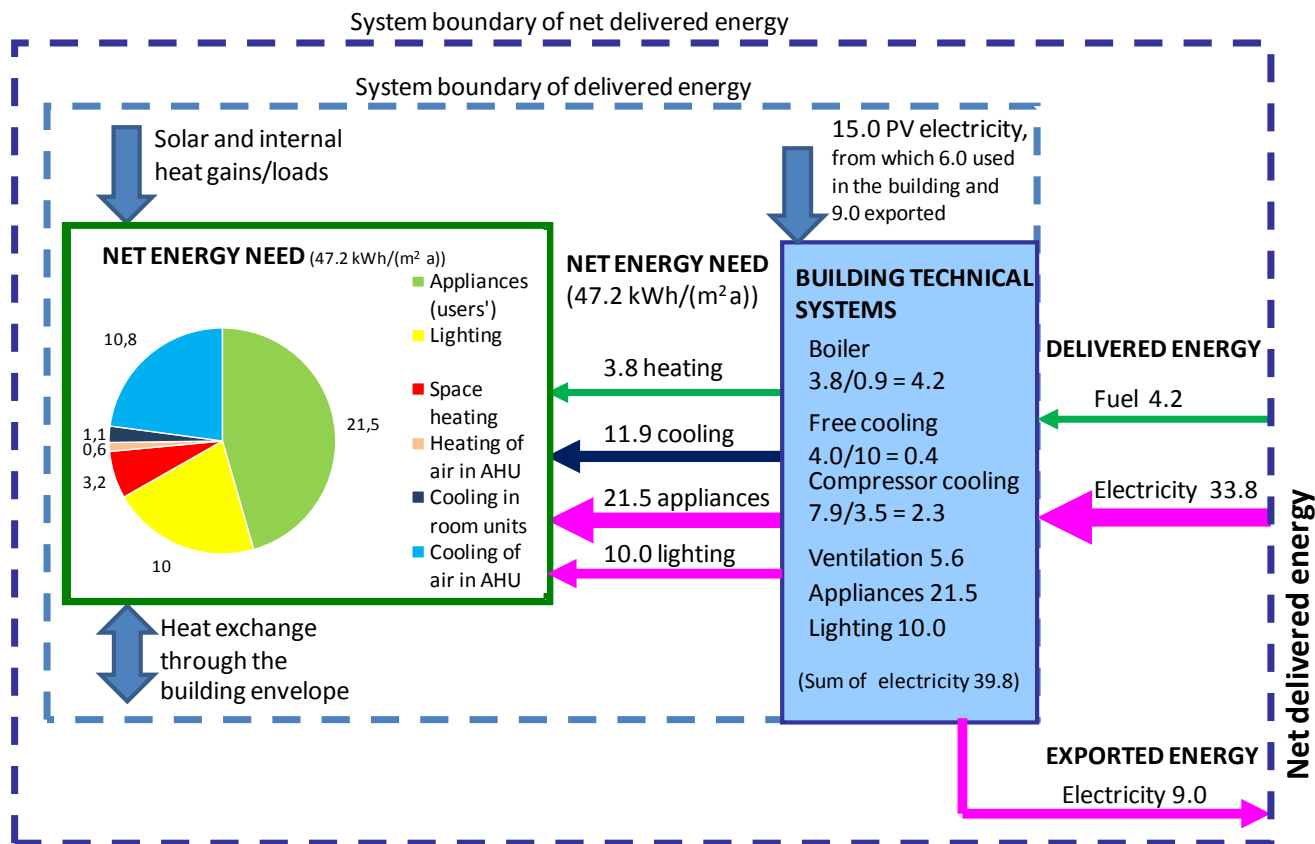 System boundary of net delivered energy
System boundary of delivered energy
Solar and internal
heat gains/loads
15.0 PV electricity,
from which 6.0 used
in the building and
9.0 exported
NET ENERGY NEED (47.2 kWh/(m² a))
Appliances
(users')
Lighting
Space
heating
Heating of
air in AHU
Cooling in
room units
Cooling of
air in AHU
10,8
1,1
0,6
3,2
10
21,5
NET ENERGY NEED
(47.2 kWh/(m²a))
3.8 heating
11.9 cooling
21.5 appliances
10.0 lighting
BUILDING TECHNICAL
SYSTEMS
Boiler
3.8/0.9 = 4.2
Free cooling
4.0/10 = 0.4
Compressor cooling
7.9/3.5 = 2.3
Ventilation 5.6
Appliances 21.5
Lighting 10.0
(Sum of electricity 39.8)
DELIVERED ENERGY
Fuel 4.2
Electricity 33.8
Net delivered energy
Heat exchange
through the
building envelope
EXPORTED ENERGY
Electricity 9.0